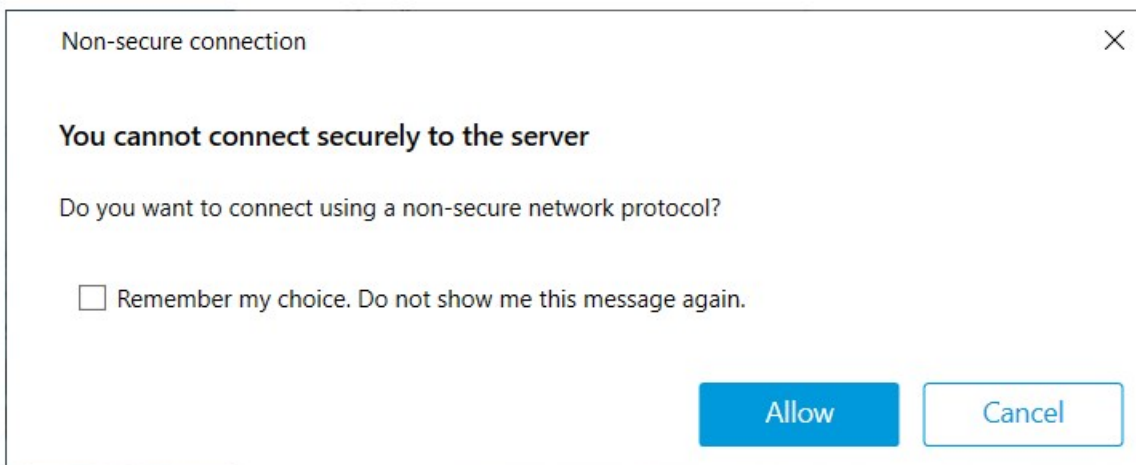 Non-secure connection
You cannot connect securely to the server
Do you want to connect using a non-secure network protocol?
Remember my choice. Do not show me this message again.
Allow
Cancel